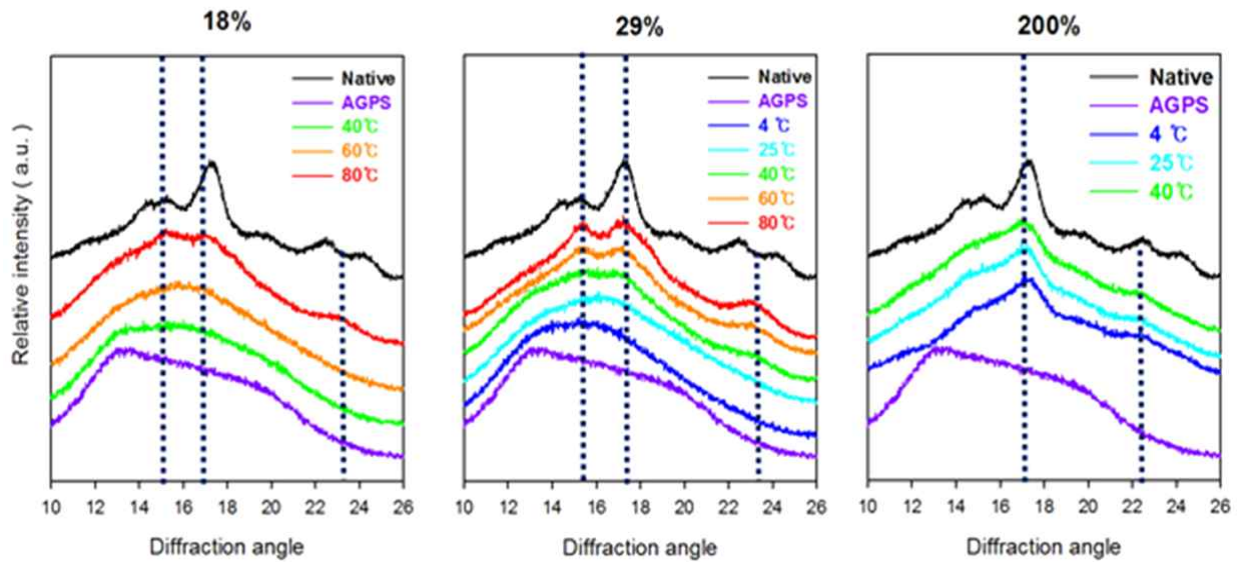 18%
29%
200%
Native
AGPS
40℃
60℃
80℃
Native
AGPS
4 ℃
25℃
40℃
60℃
80℃
Native
AGPS
4 ℃
25℃
40℃
Relative intensity ( a.u. )
10 12 14 16 18 20 22 24 26
10 12 14 16 18 20 22 24 26
10 12 14 16 18 20 22 24 26
Diffraction angle
Diffraction angle
Diffraction angle